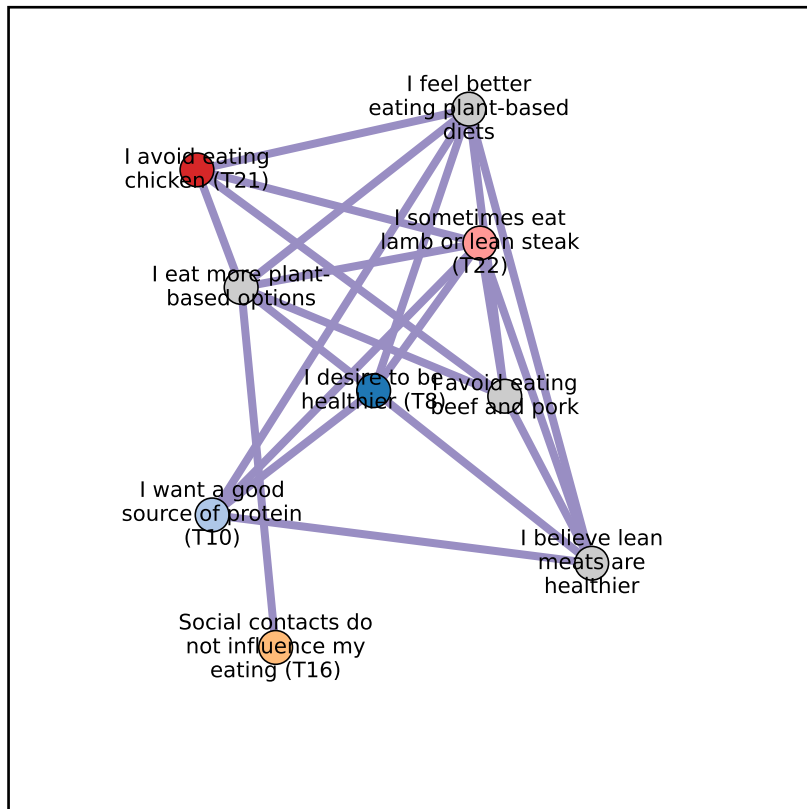 I feel better
eating plant-based
diets
I avoid eating
chicken (T21)
I sometimes eat
lamb or lean steak
(T22)
I eat more plant-
based options
I desire to be
healthier (T8)
I avoid eating
beef and pork
I want a good
source of protein
(T10)
I believe lean
meats are
healthier
Social contacts do
not influence my
eating (T16)